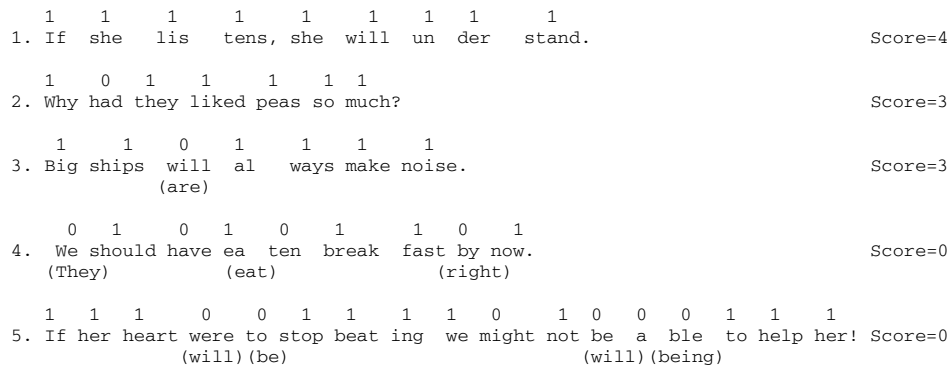 1 1 1 1 1 1 1 1 1
1. If she lis tens, she will un der stand. Score=4
1 0 1 1 1 1 1
2. Why had they liked peas so much? Score=3
1 1 0 1 1 1 1
3. Big ships will al ways make noise. Score=3
(are)
0 1 0 1 0 1 1 0 1
4. We should have ea ten break fast by now. Score=0
(They) (eat) (right)
1 1 1 0 0 1 1 1 1 0 1 0 0 0 1 1 1
5. If her heart were to stop beat ing we might not be a ble to help her! Score=0
(will) (be) (will) (being)